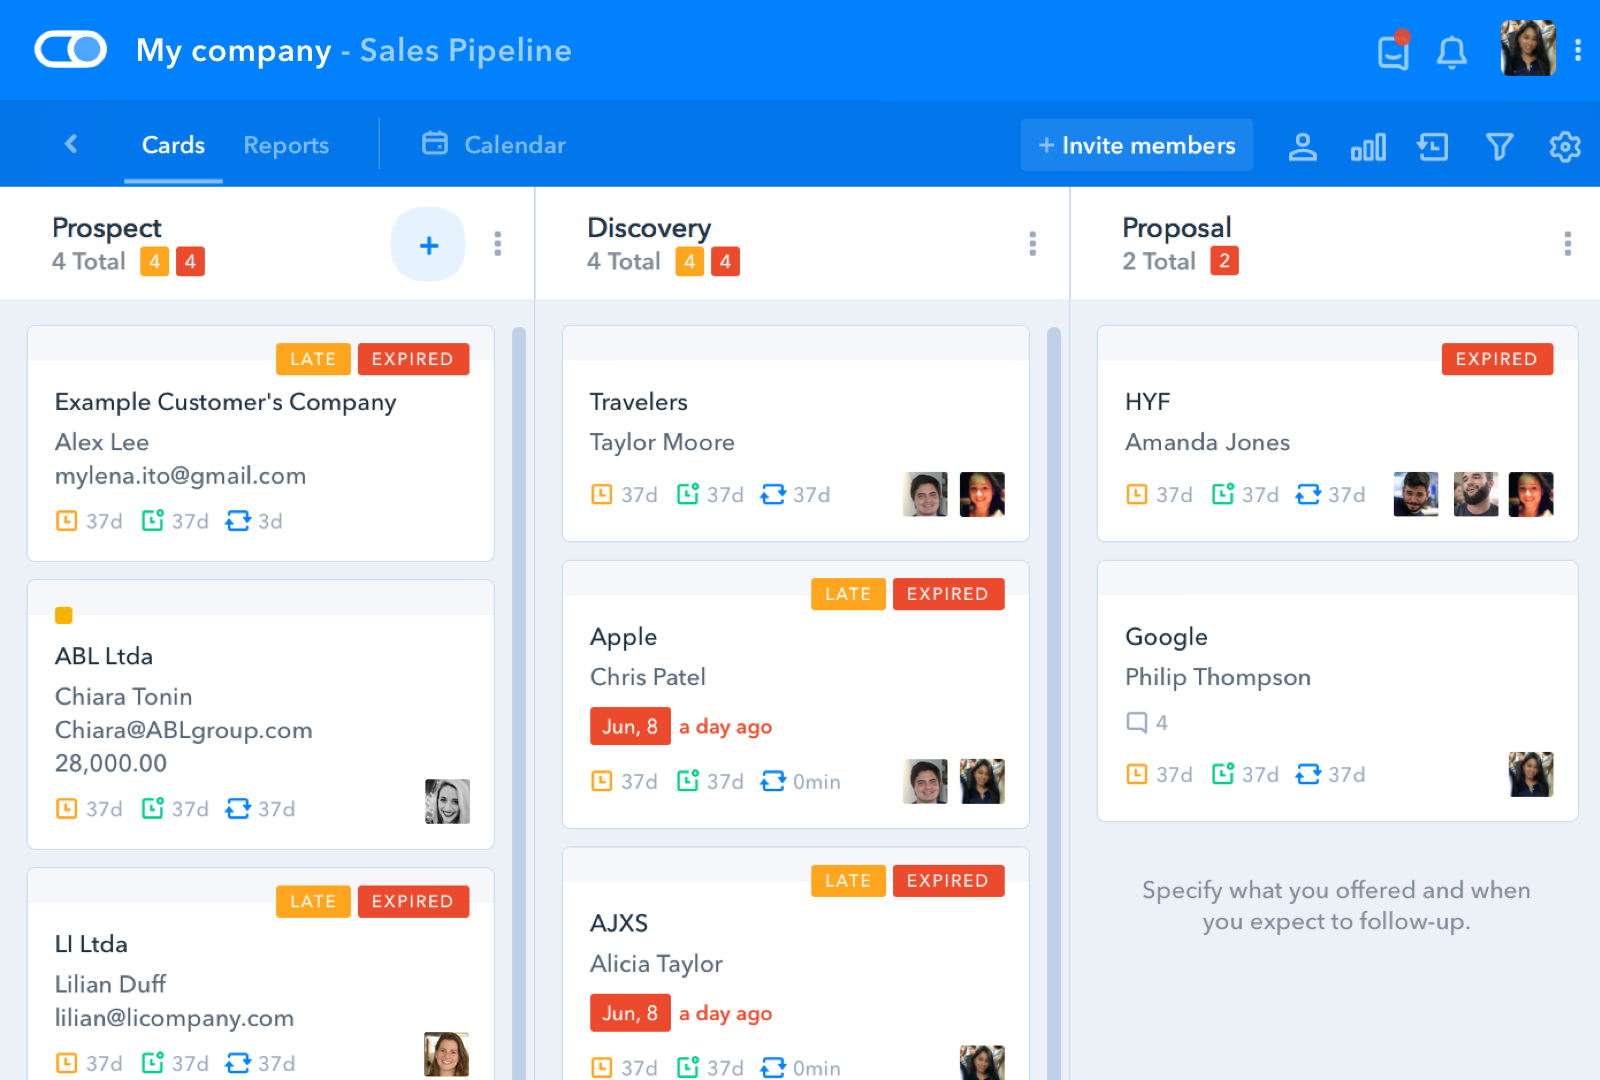 My company - Sales Pipeline
Cards
Reports
Calendar
+ Invite members
Prospect
4 Total 4 4
+
LATE EXPIRED
Example Customer's Company
Alex Lee
mylena.ito@gmail.com
37d 37d 3d
ABL Ltda
Chiara Tonin
Chiara@ABLgroup.com
28,000.00
37d 37d 37d
LATE EXPIRED
LI Ltda
Lilian Duff
lilian@licompany.com
37d 37d 37d
Discovery
4 Total 4 4
Travelers
Taylor Moore
37d 37d 37d
LATE EXPIRED
Apple
Chris Patel
Jun, 8 a day ago
37d 37d 0min
LATE EXPIRED
AJXS
Alicia Taylor
Jun, 8 a day ago
37d 37d 0min
Proposal
2 Total 2
EXPIRED
HYF
Amanda Jones
37d 37d 37d
Google
Philip Thompson
4
37d 37d 37d
Specify what you offered and when
you expect to follow-up.